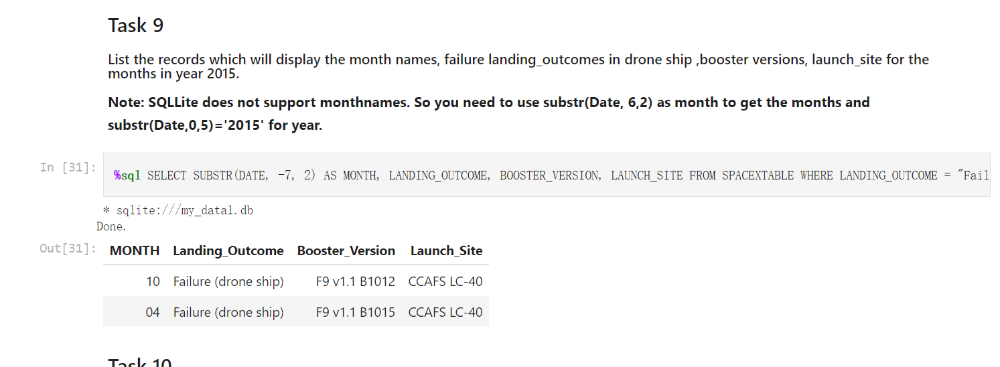 Task 9
List the records which will display the month names, failure landing_outcomes in drone ship ,booster versions, launch_site for the
months in year 2015.
Note: SQLLite does not support monthnames. So you need to use substr(Date, 6,2) as month to get the months and
substr(Date,0,5)='2015' for year.
In [31]: %sql SELECT SUBSTR(DATE, -7, 2) AS MONTH, LANDING_OUTCOME, BOOSTER_VERSION, LAUNCH_SITE FROM SPACEXTABLE WHERE LANDING_OUTCOME = "Fail
* sqlite:///my_data1.db
Done.
Out[31]: MONTH Landing_Outcome Booster_Version Launch_Site
10 Failure (drone ship) F9 v1.1 B1012 CCAFS LC-40
04 Failure (drone ship) F9 v1.1 B1015 CCAFS LC-40
Task 10